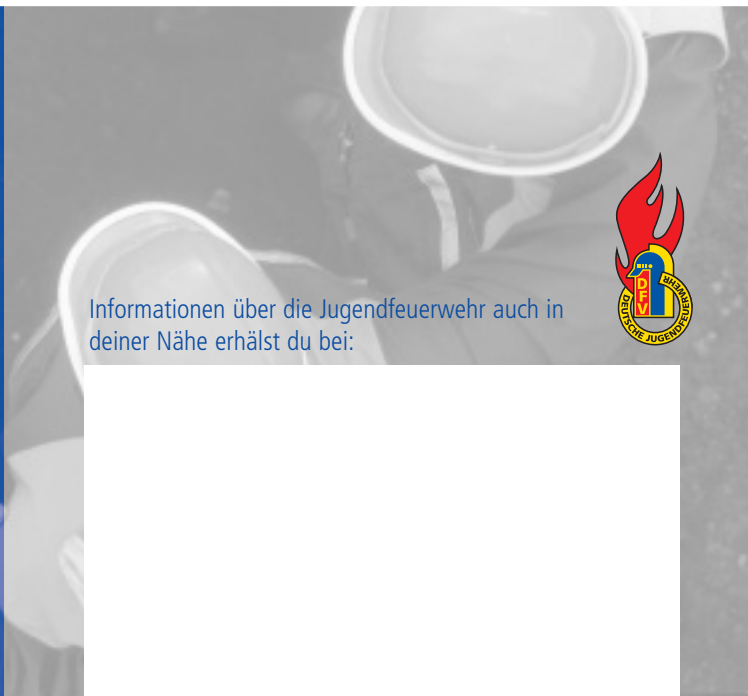 Informationen über die Jugendfeuerwehr auch in
deiner Nähe erhälst du bei:
DFV
DEUTSCHE JUGENDFEUERWEHR